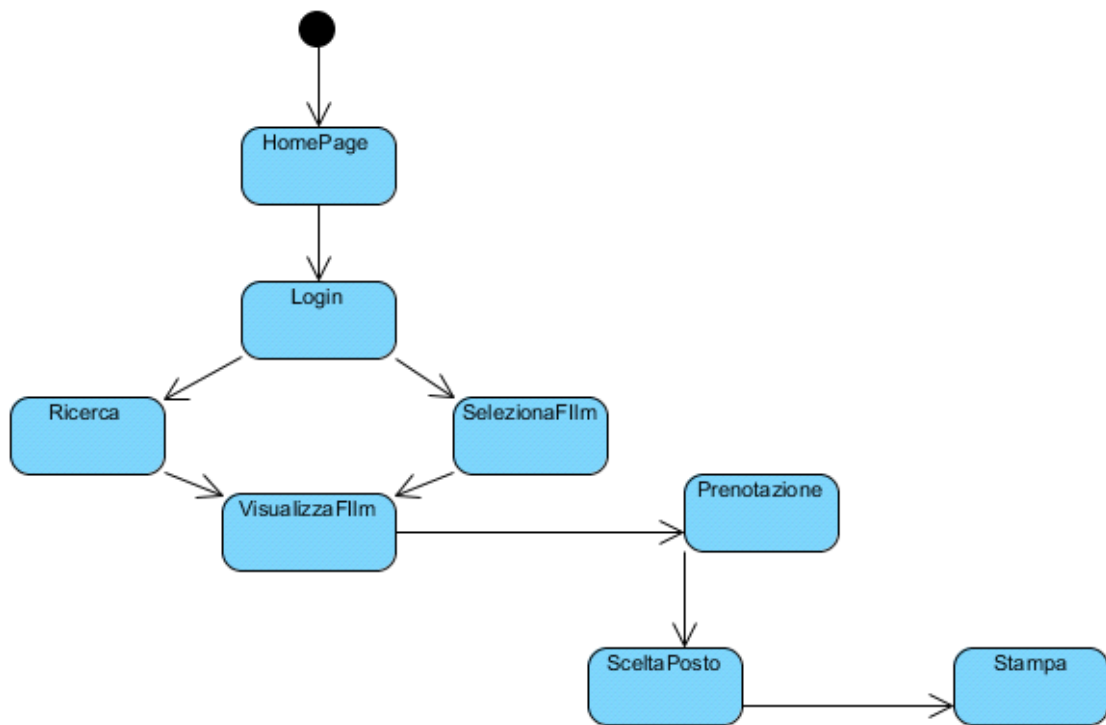 HomePage
Login
Ricerca
SelezionaFIlm
VisualizzaFIlm
Prenotazione
SceltaPosto
Stampa